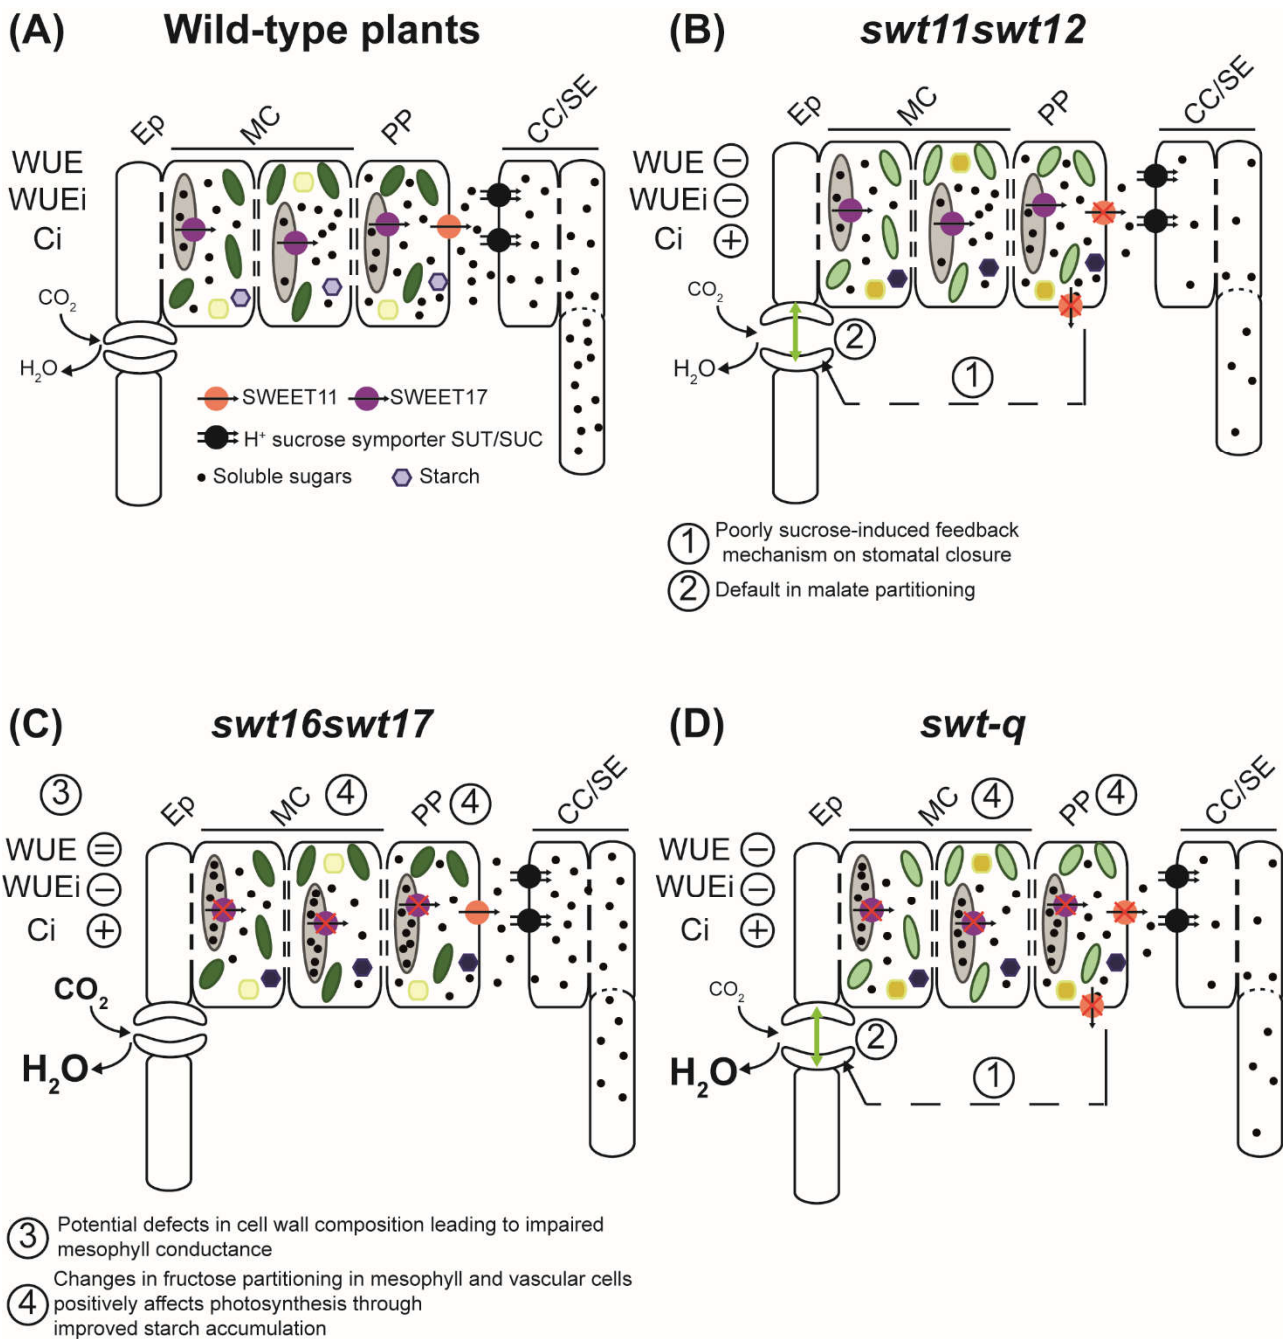 (A) Wild-type plants
Ep
MC
PP
CC/SE
WUE
WUEi
Ci
CO2
H2O
SWEET11
SWEET17
H+ sucrose symporter SUT/SUC
Soluble sugars
Starch
(B) swt11swt12
Ep
MC
PP
CC/SE
WUE −
WUEi −
Ci +
CO2
H2O
2
1
1 Poorly sucrose-induced feedback
mechanism on stomatal closure
2 Default in malate partitioning
(C) swt16swt17
3
Ep
MC 4
PP 4
CC/SE
WUE =
WUEi −
Ci +
CO2
H2O
3 Potential defects in cell wall composition leading to impaired
mesophyll conductance
4 Changes in fructose partitioning in mesophyll and vascular cells
positively affects photosynthesis through
improved starch accumulation
(D) swt-q
Ep
MC 4
PP 4
CC/SE
WUE −
WUEi −
Ci +
CO2
H2O
2
1